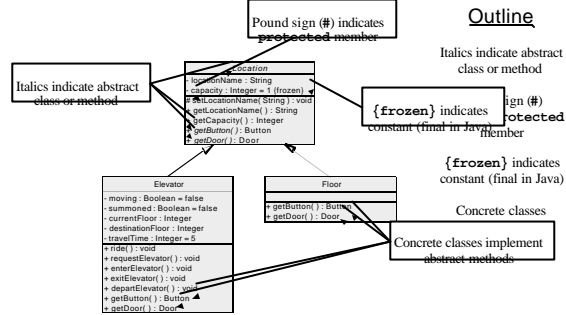 Outline
Pound sign (#) indicates
protected member
Italics indicate abstract
class or method
Italics indicate abstract
class or method
Location
- locationName : String
- capacity : Integer = 1 {frozen}
# setLocationName( String ) : void
+ getLocationName( ) : String
+ getCapacity( ) : Integer
+ getButton( ) : Button
+ getDoor( ) : Door
{frozen} indicates
constant (final in Java)
ign (#)
rotected
member
{frozen} indicates
constant (final in Java)
Concrete classes
Elevator
- moving : Boolean = false
- summoned : Boolean = false
- currentFloor : Integer
- destinationFloor : Integer
- travelTime : Integer = 5
+ ride( ) : void
+ requestElevator( ) : void
+ enterElevator( ) : void
+ exitElevator( ) : void
+ departElevator( ) : void
+ getButton( ) : Button
+ getDoor( ) : Door
Floor
+ getButton( ) : Button
+ getDoor( ) : Door
Concrete classes implement
abstract methods